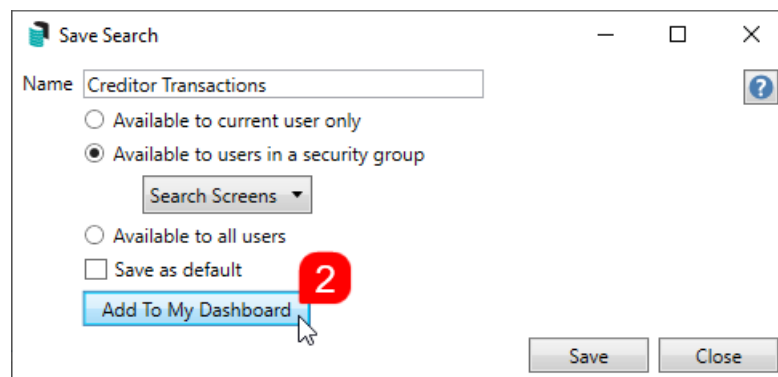 Save Search
Name Creditor Transactions
?
Available to current user only
Available to users in a security group
Search Screens
Available to all users
Save as default
2
Add To My Dashboard
Save Close